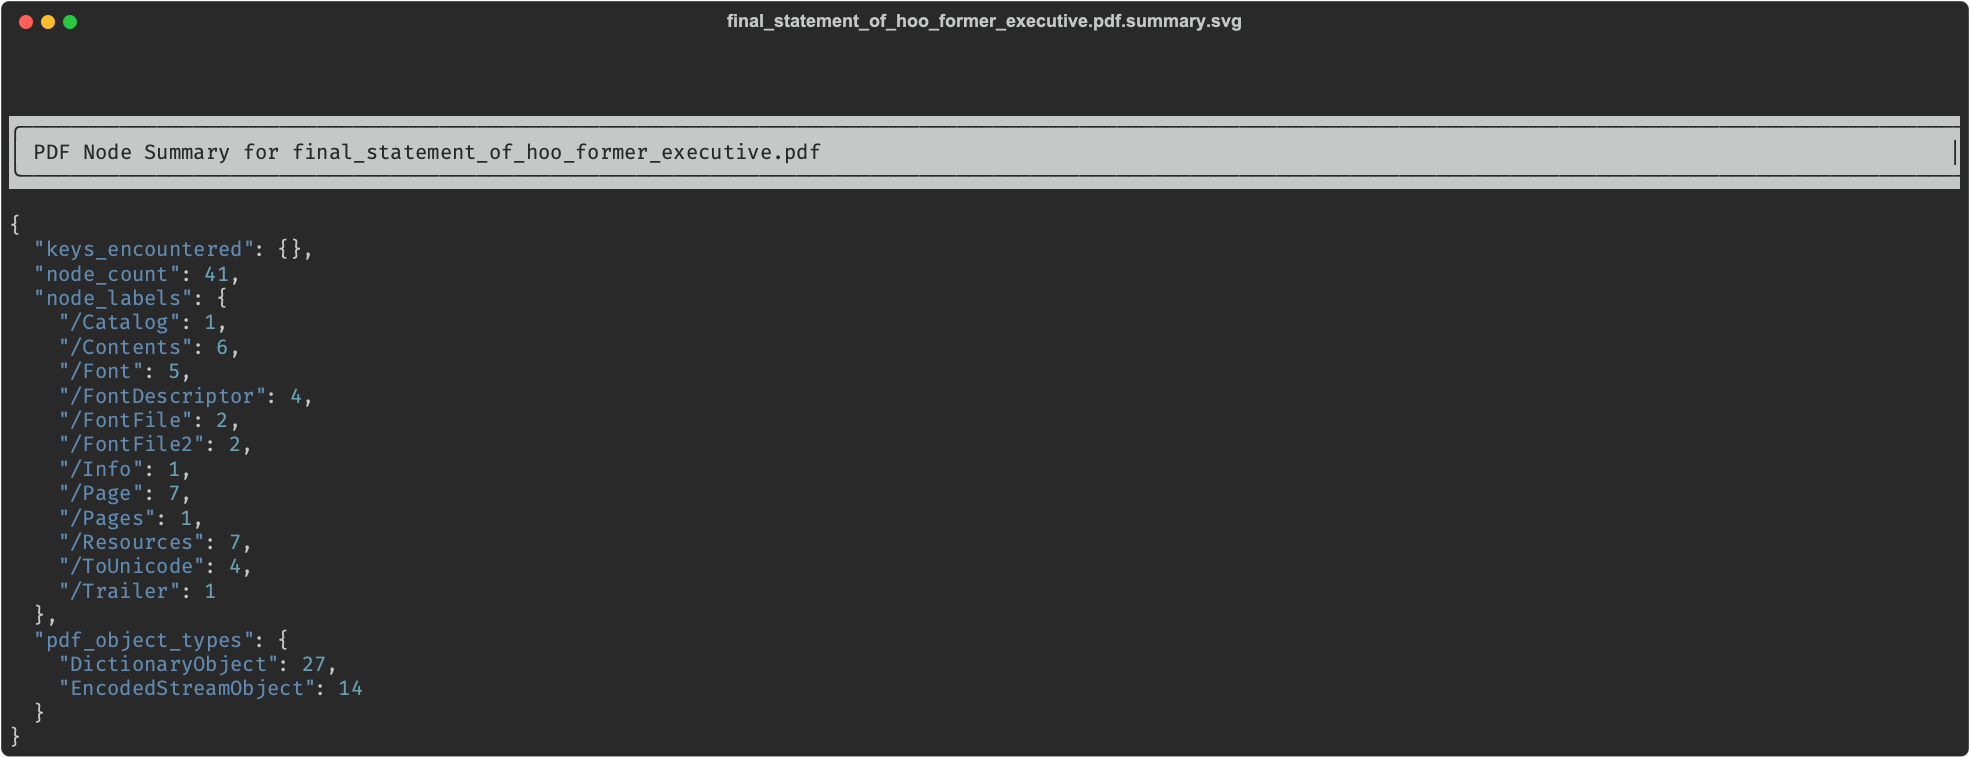 final_statement_of_hoo_former_executive.pdf.summary.svg
PDF Node Summary for final_statement_of_hoo_former_executive.pdf
{
  "keys_encountered": {},
  "node_count": 41,
  "node_labels": {
    "/Catalog": 1,
    "/Contents": 6,
    "/Font": 5,
    "/FontDescriptor": 4,
    "/FontFile": 2,
    "/FontFile2": 2,
    "/Info": 1,
    "/Page": 7,
    "/Pages": 1,
    "/Resources": 7,
    "/ToUnicode": 4,
    "/Trailer": 1
  },
  "pdf_object_types": {
    "DictionaryObject": 27,
    "EncodedStreamObject": 14
  }
}